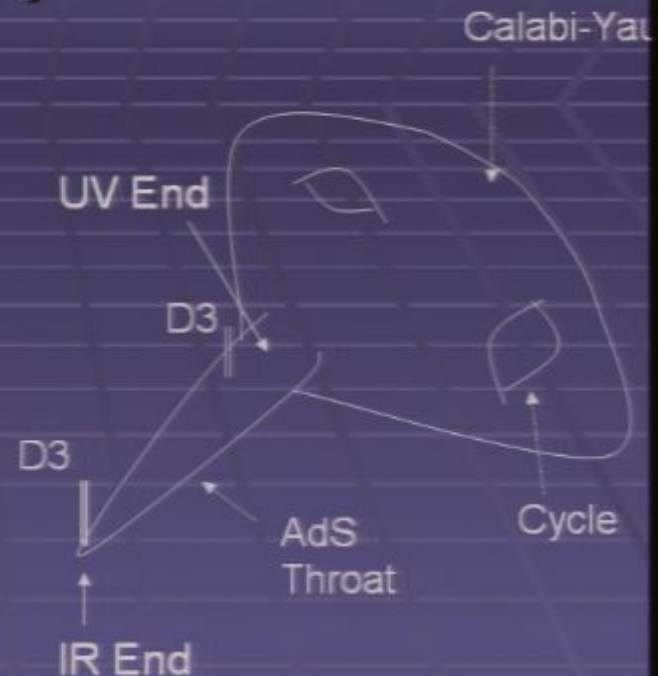 Calabi-Yau
UV End
D3
D3
AdS
Throat
Cycle
IR End